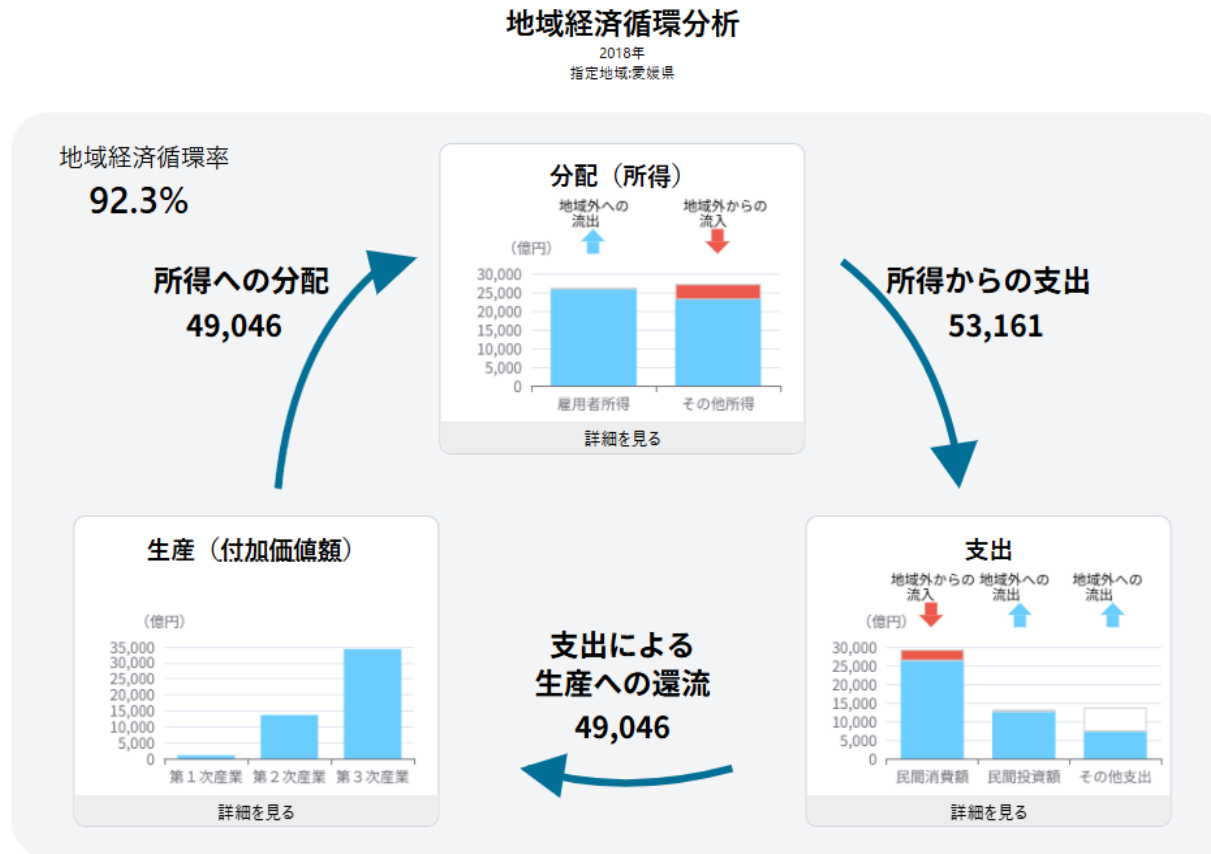 地域経済循環分析
2018年
指定地域:愛媛県
地域経済循環率
92.3%
所得への分配
49,046
分配（所得）
地域外への
流出
地域外からの
流入
（億円）
30,000
25,000
20,000
15,000
10,000
5,000
0
雇用者所得
その他所得
詳細を見る
所得からの支出
53,161
生産（付加価値額）
（億円）
35,000
30,000
25,000
20,000
15,000
10,000
5,000
0
第１次産業
第２次産業
第３次産業
詳細を見る
支出による
生産への還流
49,046
支出
地域外からの
流入
地域外への
流出
地域外への
流出
（億円）
30,000
25,000
20,000
15,000
10,000
5,000
0
民間消費額
民間投資額
その他支出
詳細を見る